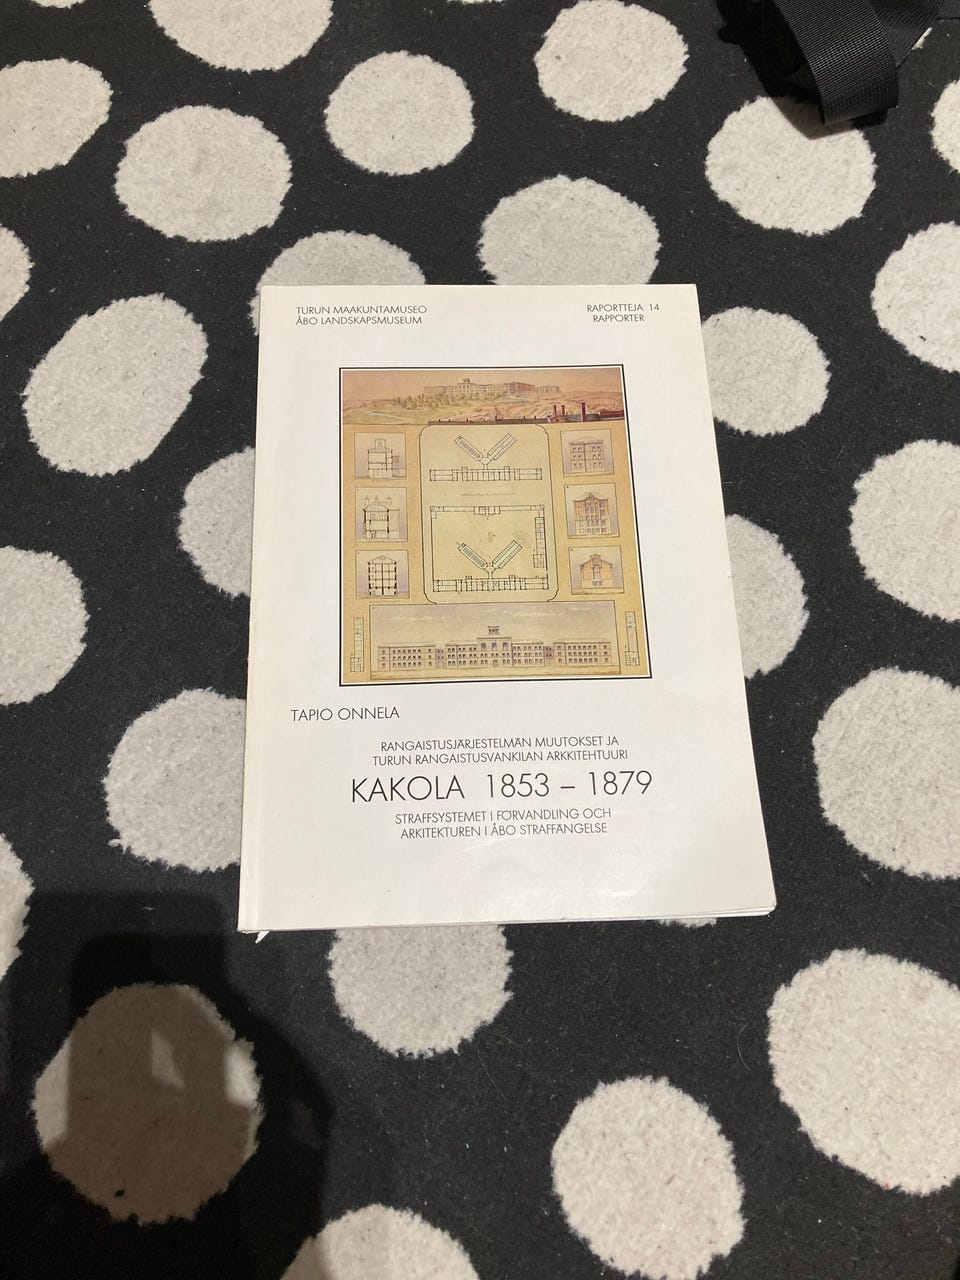 TURUN MAAKUNTAMUSEO
ÅBO LANDSKAPSMUSEUM
RAPORTTEJA 14
RAPPORTER
TAPIO ONNELA
RANGAISTUSJÄRJESTELMÄN MUUTOKSET JA
TURUN RANGAISTUSVANKILAN ARKKITEHTUURI
KAKOLA 1853 – 1879
STRAFFSYSTEMET I FÖRVANDLING OCH
ARKITEKTUREN I ÅBO STRAFFÄNGELSE